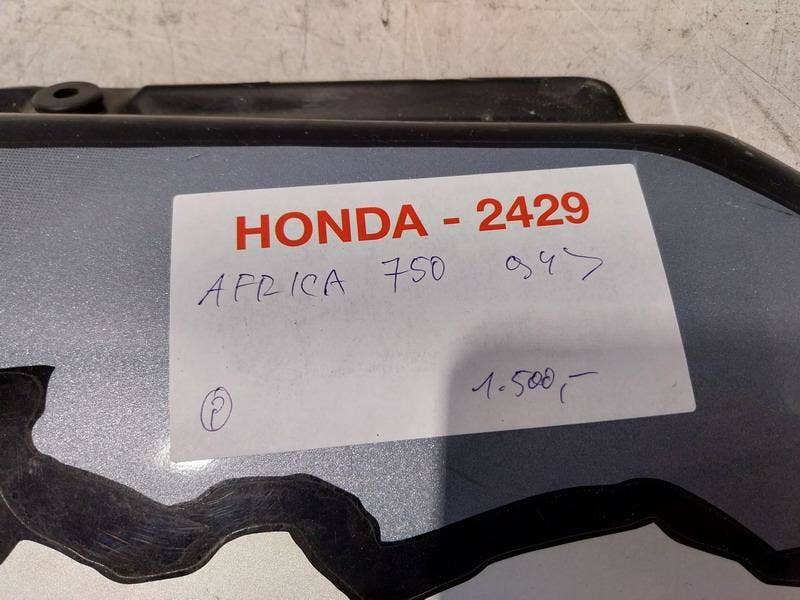 HONDA - 2429
AFRICA 750 94>
P 1.500,-